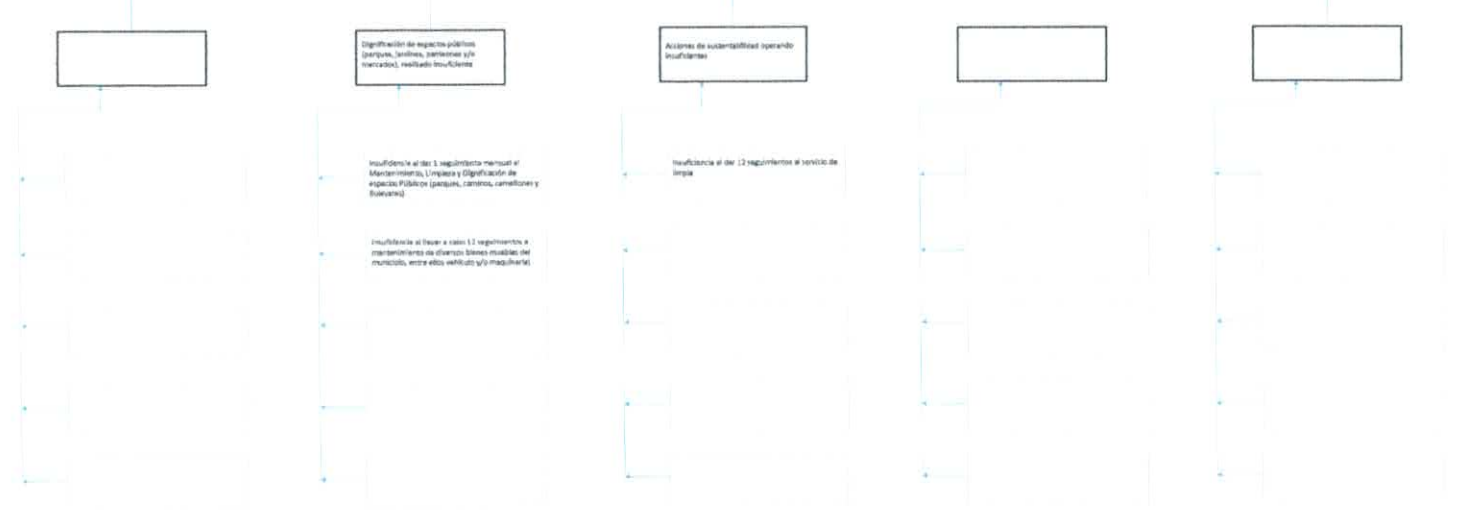 Dignificación de espacios públicos
(parques, jardines, panteones y/o
mercados), realizado insuficiente
Acciones de sustentabilidad operando
insuficientes
Insuficiencia al dar 1 seguimiento mensual al
Mantenimiento, Limpieza y Dignificación de
espacios Públicos (parques, caminos, camellones y
Bulevares)
Insuficiencia al llevar a cabo 12 seguimientos a
mantenimiento de diversos bienes muebles del
municipio, entre ellos vehículo y/o maquinaria)
Insuficiencia al dar 12 seguimientos al servicio de
limpia